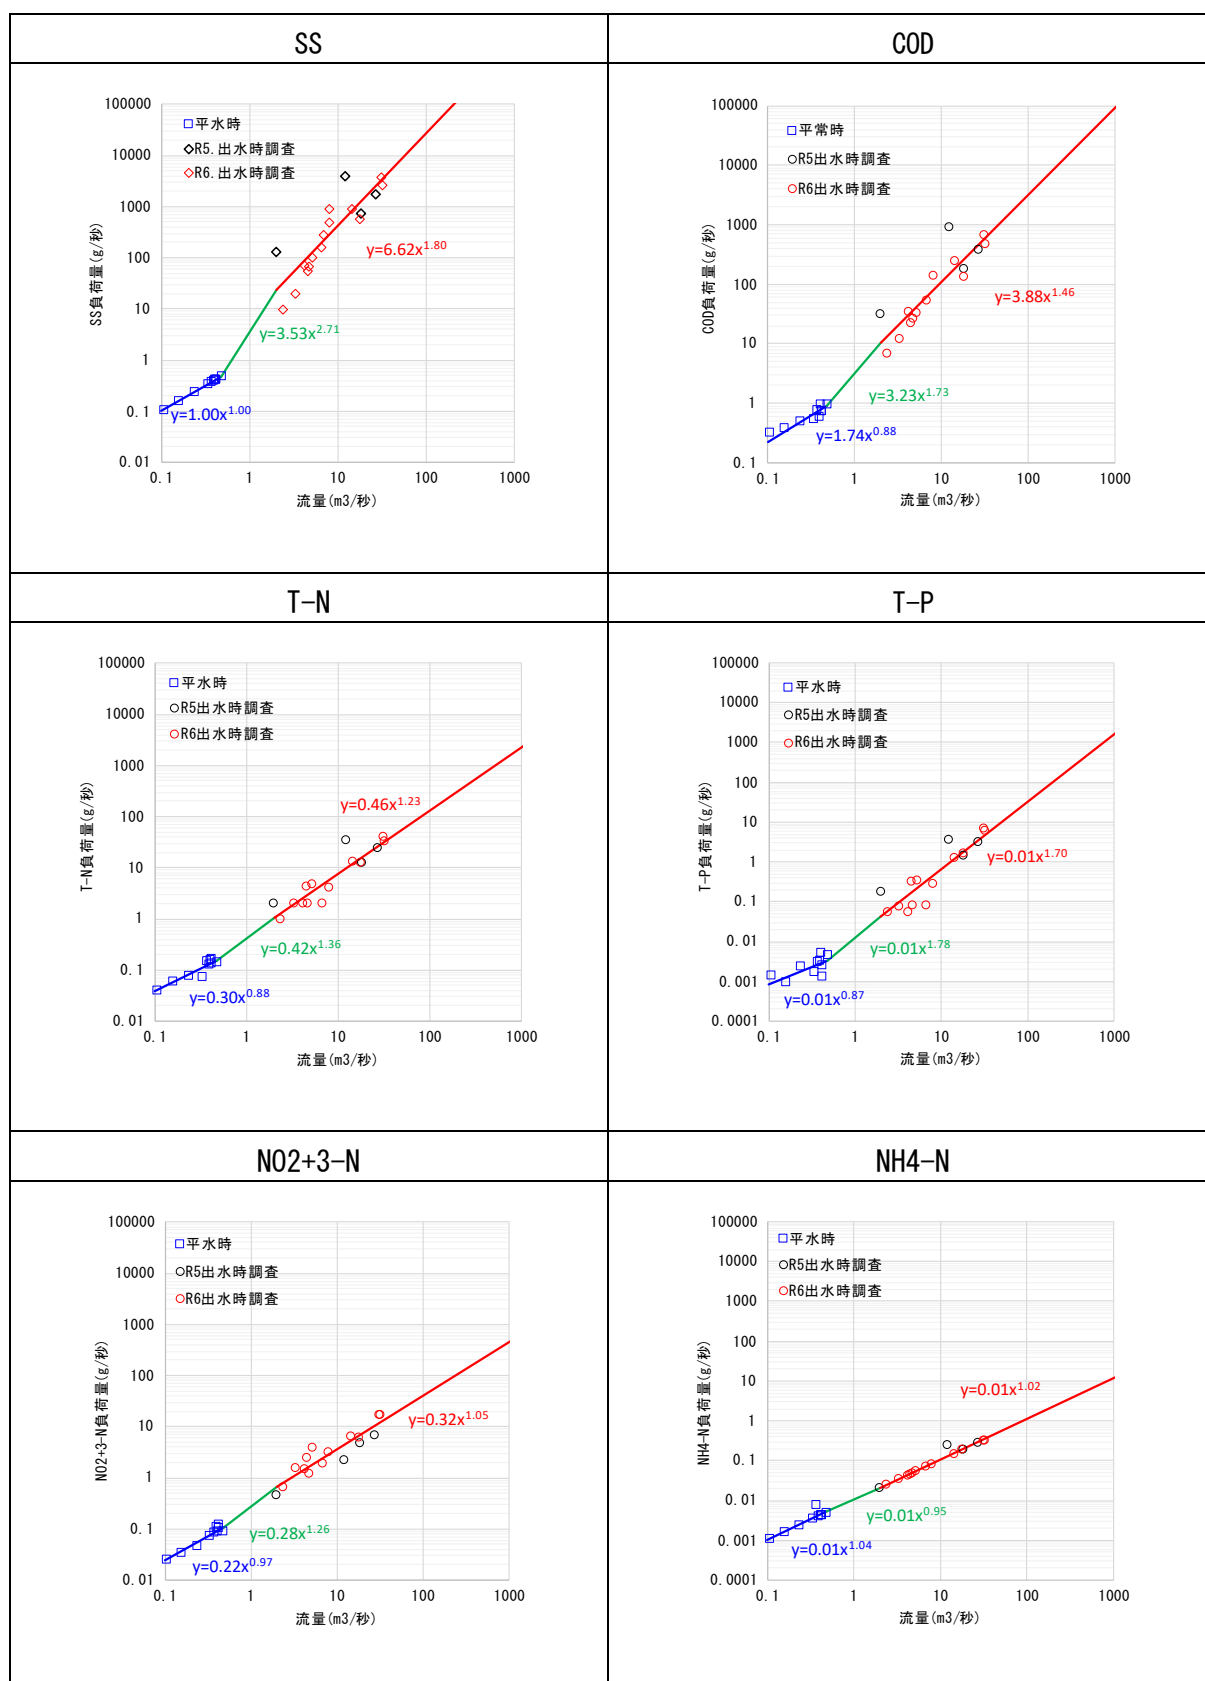 SS
COD
100000
10000
1000
100
10
1
0.1
0.01
0.1
1
10
100
1000
SS負荷量(g/秒)
流量(m3/秒)
平水時
R5.出水時調査
R6.出水時調査
y=6.62x1.80
y=3.53x2.71
y=1.00x1.00
100000
10000
1000
100
10
1
0.1
0.1
1
10
100
1000
COD負荷量(g/秒)
流量(m3/秒)
平常時
R5出水時調査
R6出水時調査
y=3.88x1.46
y=3.23x1.73
y=1.74x0.88
T-N
T-P
100000
10000
1000
100
10
1
0.1
0.01
0.1
1
10
100
1000
T-N負荷量(g/秒)
流量(m3/秒)
平水時
R5出水時調査
R6出水時調査
y=0.46x1.23
y=0.42x1.36
y=0.30x0.88
100000
10000
1000
100
10
1
0.1
0.01
0.001
0.0001
0.1
1
10
100
1000
T-P負荷量(g/秒)
流量(m3/秒)
平水時
R5出水時調査
R6出水時調査
y=0.01x1.70
y=0.01x1.78
y=0.01x0.87
NO2+3-N
NH4-N
100000
10000
1000
100
10
1
0.1
0.01
0.1
1
10
100
1000
NO2+3-N負荷量(g/秒)
流量(m3/秒)
平水時
R5出水時調査
R6出水時調査
y=0.32x1.05
y=0.28x1.26
y=0.22x0.97
100000
10000
1000
100
10
1
0.1
0.01
0.001
0.0001
0.1
1
10
100
1000
NH4-N負荷量(g/秒)
流量(m3/秒)
平水時
R5出水時調査
R6出水時調査
y=0.01x1.02
y=0.01x0.95
y=0.01x1.04